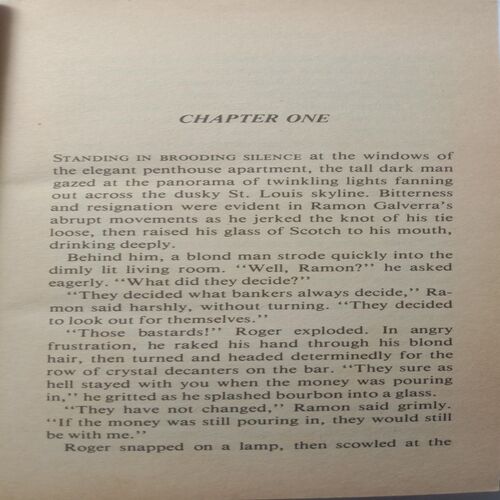 CHAPTER ONE
STANDING IN BROODING SILENCE at the windows of
the elegant penthouse apartment, the tall dark man
gazed at the panorama of twinkling lights fanning
out across the dusky St. Louis skyline. Bitterness
and resignation were evident in Ramon Galverra's
abrupt movements as he jerked the knot of his tie
loose, then raised his glass of Scotch to his mouth,
drinking deeply.
Behind him, a blond man strode quickly into the
dimly lit living room. "Well, Ramon?" he asked
eagerly. "What did they decide?"
"They decided what bankers always decide," Ra-
mon said harshly, without turning. "They decided
to look out for themselves."
"Those bastards!" Roger exploded. In angry
frustration, he raked his hand through his blond
hair, then turned and headed determinedly for the
row of crystal decanters on the bar. "They sure as
hell stayed with you when the money was pouring
in," he gritted as he splashed bourbon into a glass.
"They have not changed," Ramon said grimly.
"If the money was still pouring in, they would still
be with me."
Roger snapped on a lamp, then scowled at the